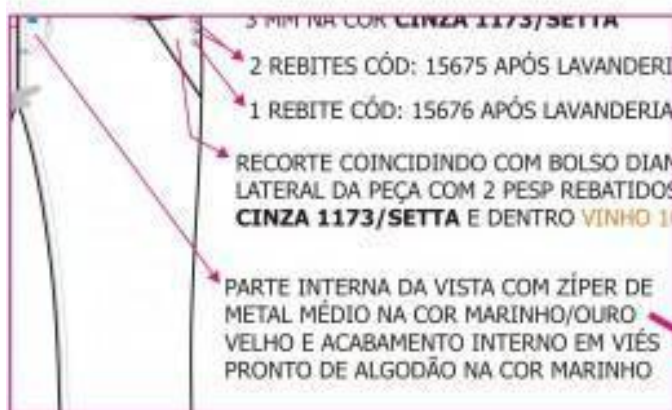 3 MM NA COR CINZA 1173/SETTA
2 REBITES CÓD: 15675 APÓS LAVANDERI
1 REBITE CÓD: 15676 APÓS LAVANDERIA
RECORTE COINCIDINDO COM BOLSO DIAN
LATERAL DA PEÇA COM 2 PESP REBATIDO
CINZA 1173/SETTA E DENTRO VINHO 1
PARTE INTERNA DA VISTA COM ZÍPER DE
METAL MÉDIO NA COR MARINHO/OURO
VELHO E ACABAMENTO INTERNO EM VIÉS
PRONTO DE ALGODÃO NA COR MARINHO